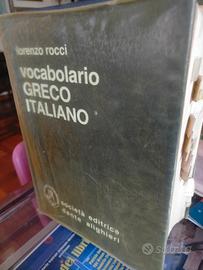 lorenzo rocci
vocabolario
GRECO
ITALIANO
società editrice
dante alighieri